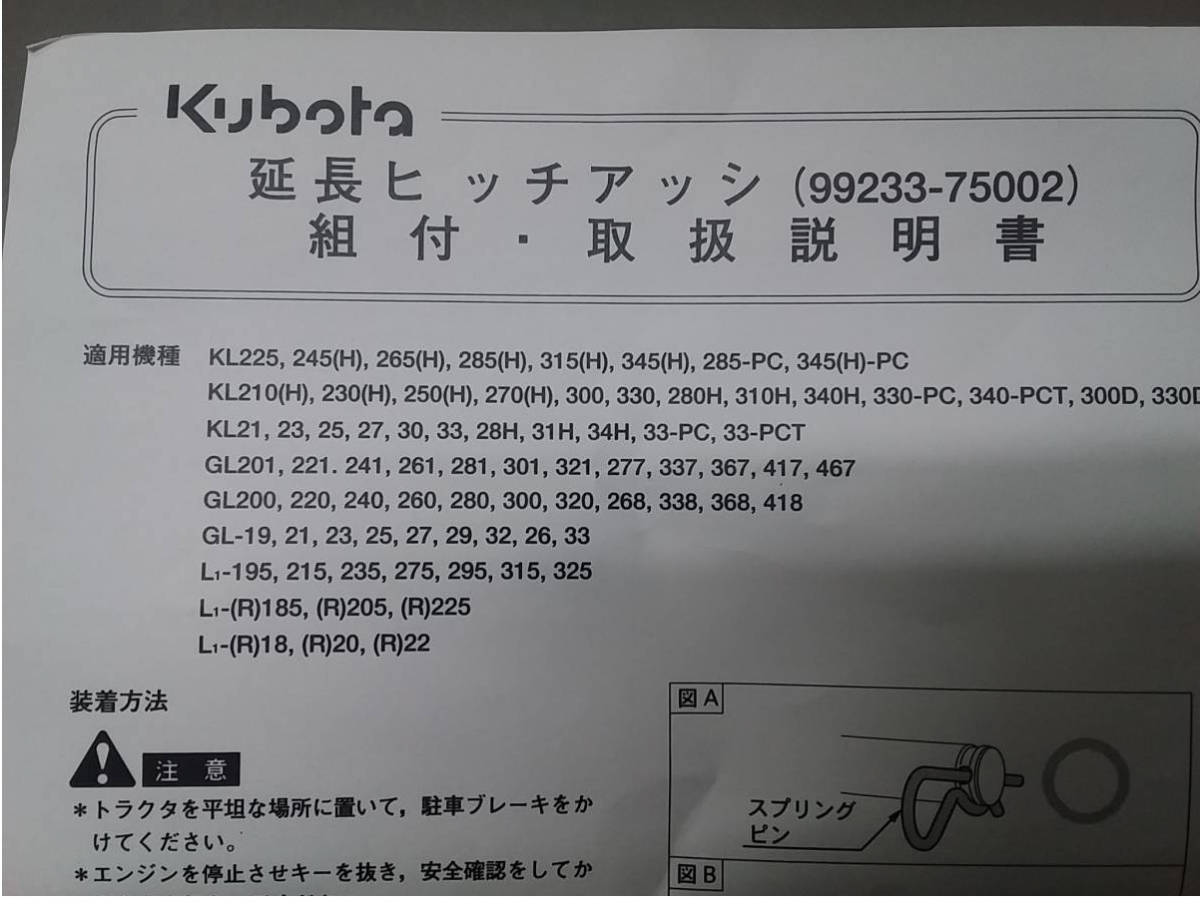 Kubota
延長ヒッチアッシ(99233-75002)
組付・取扱説明書
適用機種 KL225, 245(H), 265(H), 285(H), 315(H), 345(H), 285-PC, 345(H)-PC
KL210(H), 230(H), 250(H), 270(H), 300, 330, 280H, 310H, 340H, 330-PC, 340-PCT, 300D, 330D
KL21, 23, 25, 27, 30, 33, 28H, 31H, 34H, 33-PC, 33-PCT
GL201, 221. 241, 261, 281, 301, 321, 277, 337, 367, 417, 467
GL200, 220, 240, 260, 280, 300, 320, 268, 338, 368, 418
GL-19, 21, 23, 25, 27, 29, 32, 26, 33
L1-195, 215, 235, 275, 295, 315, 325
L1-(R)185, (R)205, (R)225
L1-(R)18, (R)20, (R)22
装着方法
注意
*トラクタを平坦な場所に置いて，駐車ブレーキをか
けてください。
*エンジンを停止させキーを抜き，安全確認をしてか
図A
スプリング
ピン
図B